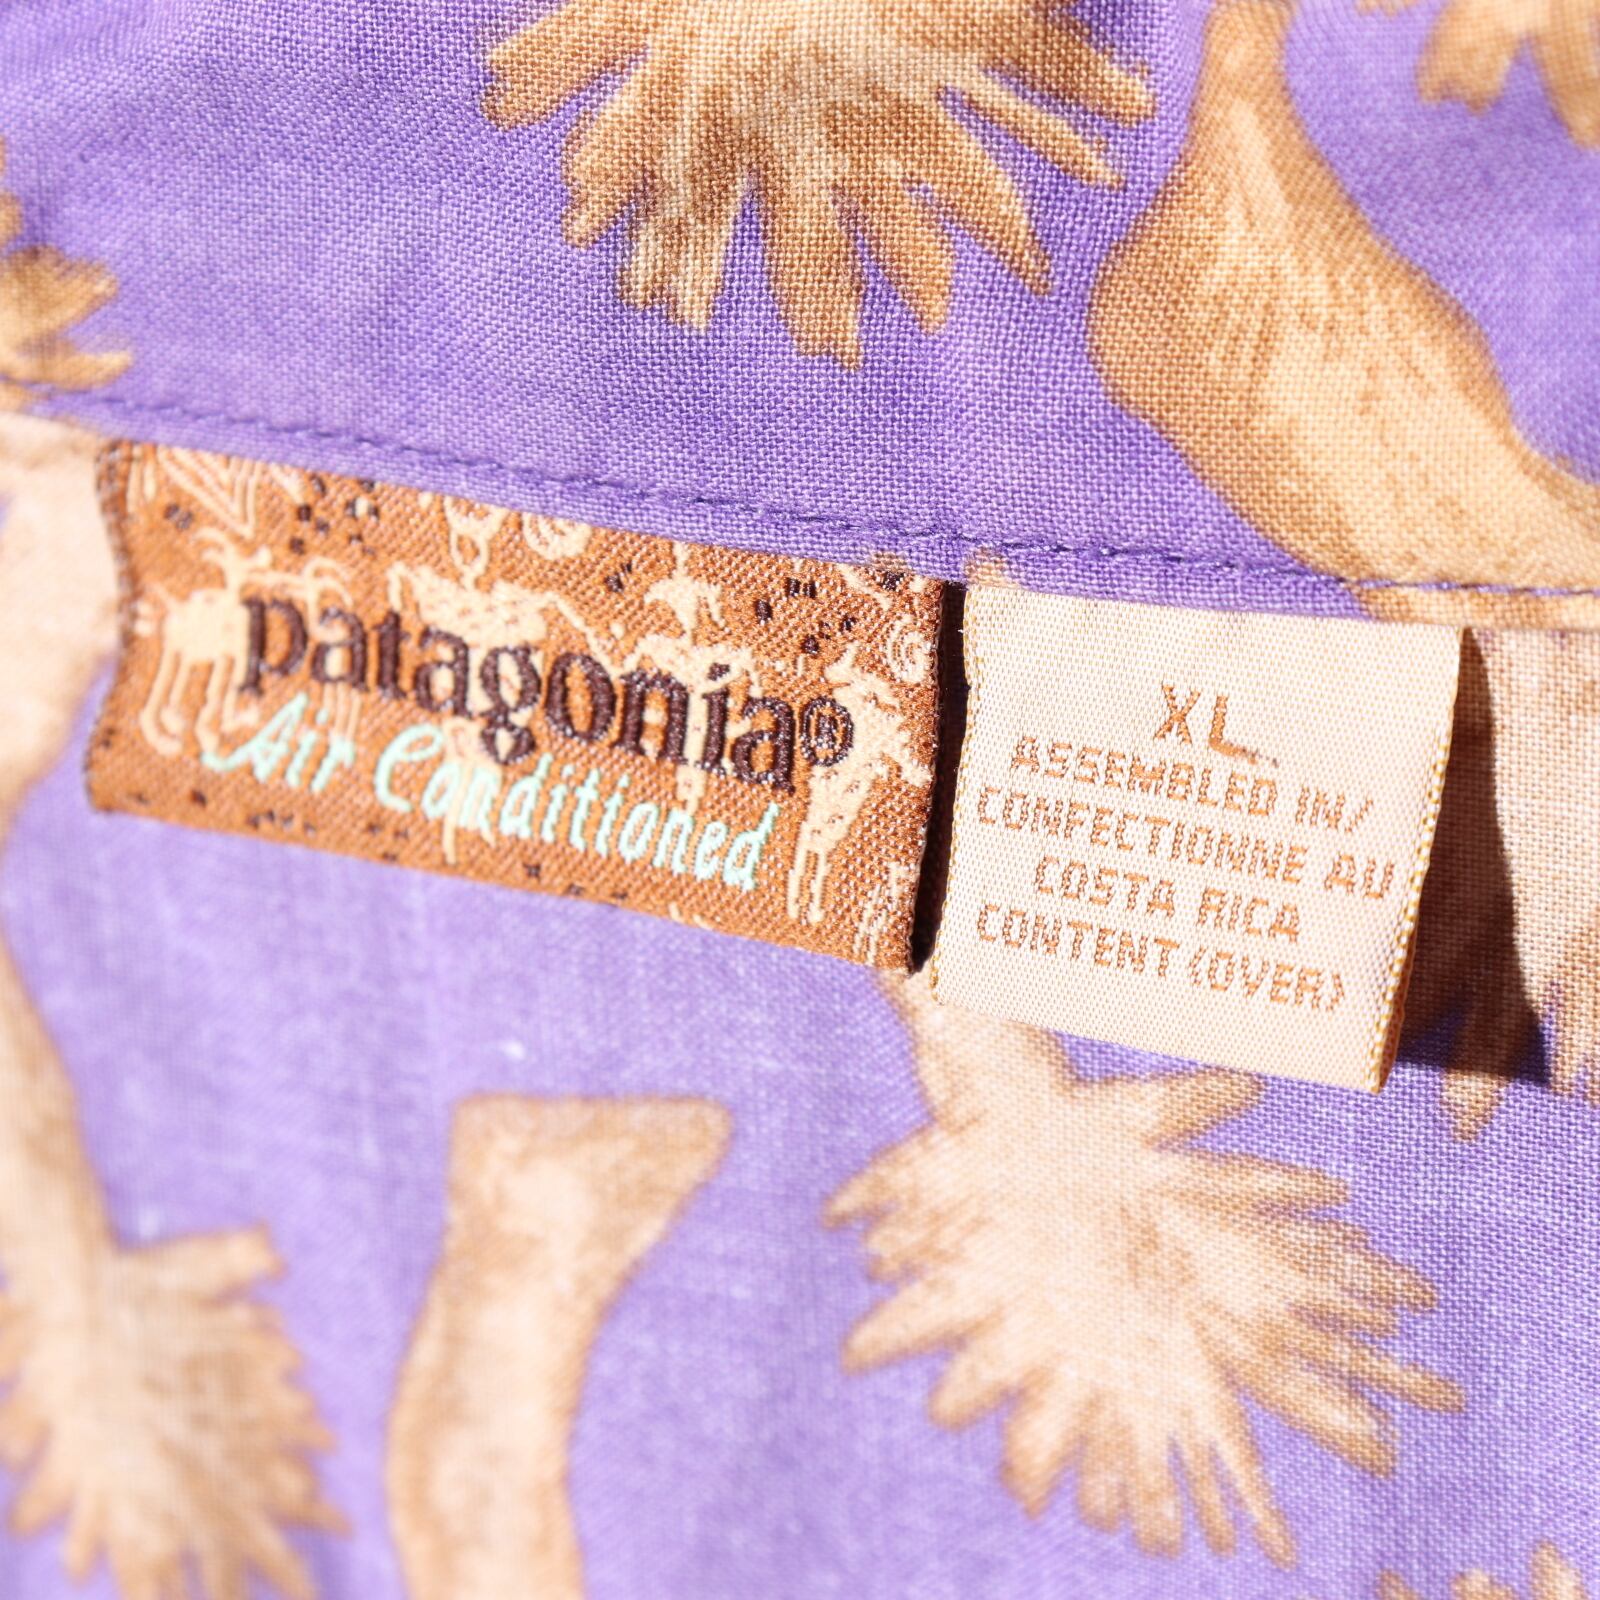 patagonia®
Air Conditioned
XL
ASSEMBLED IN/
CONFECTIONNE AU
COSTA RICA
CONTENT (OVER)